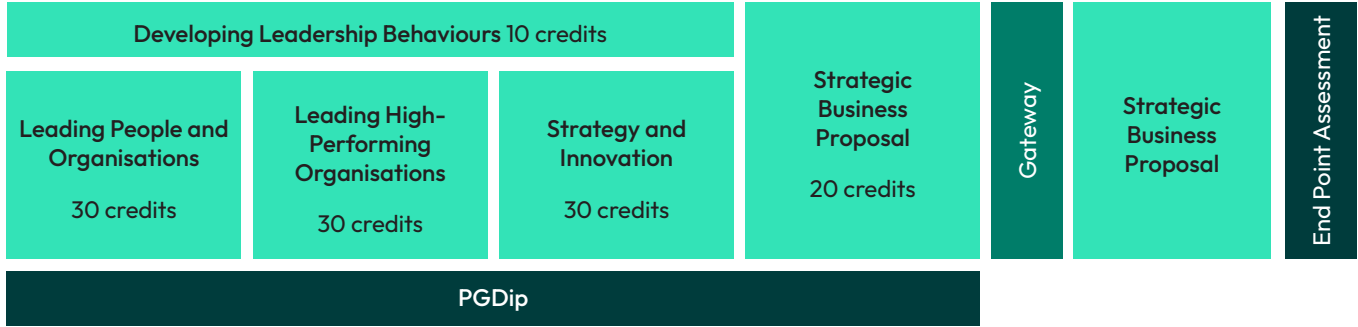 Developing Leadership Behaviours 10 credits
Leading People and
Organisations
30 credits
Leading High-
Performing
Organisations
30 credits
Strategy and
Innovation
30 credits
Strategic
Business
Proposal
20 credits
Gateway
Strategic
Business
Proposal
End Point Assessment
PGDip